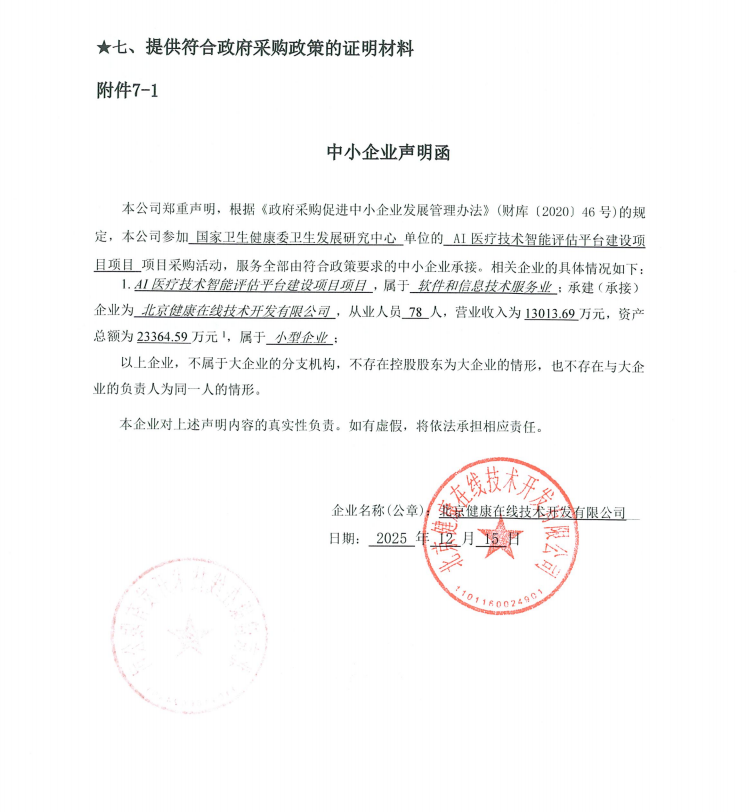 ★七、提供符合政府采购政策的证明材料
附件7-1
中小企业声明函
本公司郑重声明，根据《政府采购促进中小企业发展管理办法》(财库〔2020〕46 号)的规
定，本公司参加 国家卫生健康委卫生发展研究中心 单位的 AI 医疗技术智能评估平台建设项
目项目 项目采购活动，服务全部由符合政策要求的中小企业承接。相关企业的具体情况如下：
1. AI 医疗技术智能评估平台建设项目项目 ，属于 软件和信息技术服务业 ；承建（承接）
企业为 北京健康在线技术开发有限公司 ，从业人员 78 人，营业收入为 13013.69 万元，资产
总额为 23364.59 万元 1，属于 小型企业 ；
以上企业，不属于大企业的分支机构，不存在控股股东为大企业的情形，也不存在与大企
业的负责人为同一人的情形。
本企业对上述声明内容的真实性负责。如有虚假，将依法承担相应责任。
企业名称(公章)：北京健康在线技术开发有限公司
日期： 2025 年 12 月 15 日
北京健康在线技术开发有限公司
1101160024901